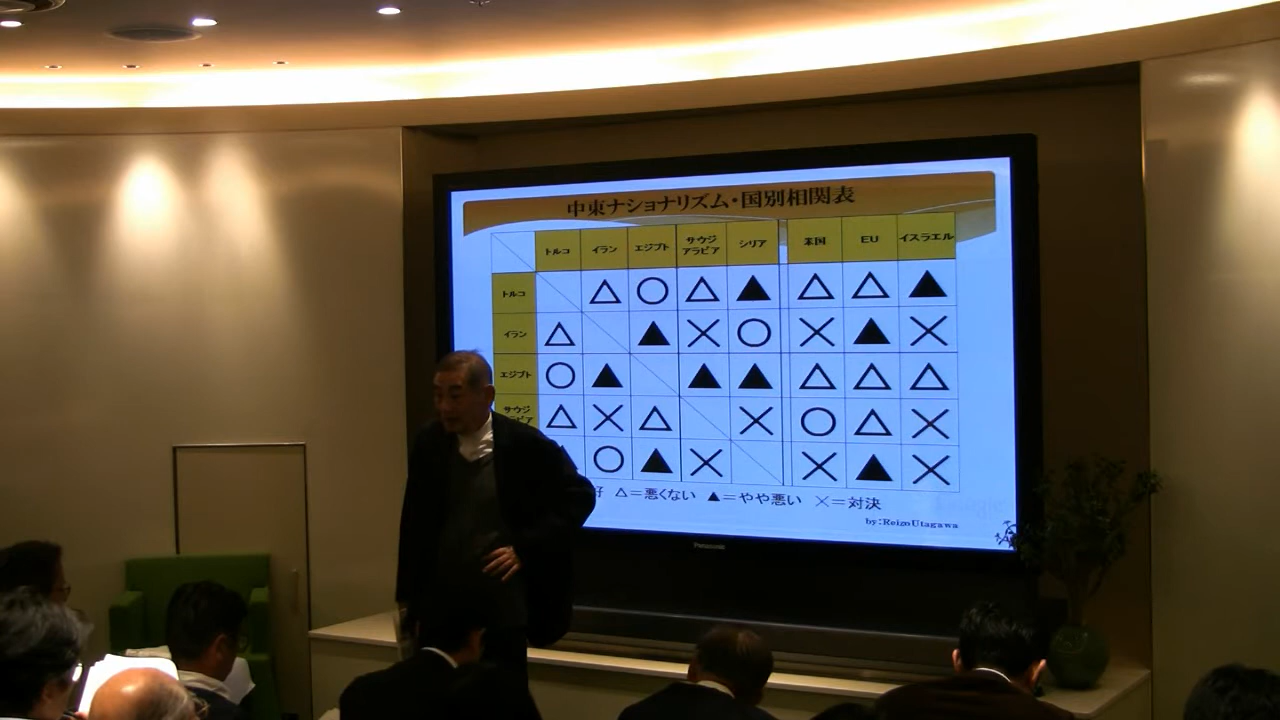 中東ナショナリズム・国別相関表
トルコ イラン エジプト サウジアラビア シリア 米国 EU イスラエル
トルコ △ ○ △ ▲ △ △ ▲
イラン △ ▲ × ○ × ▲ ×
エジプト ○ ▲ ▲ ▲ △ △ △
サウジ △ × △ × ○ △ ×
○ ▲ × × ▲ ×
好 △=悪くない ▲=やや悪い ×=対決
by:Reigo Utagawa
Panasonic